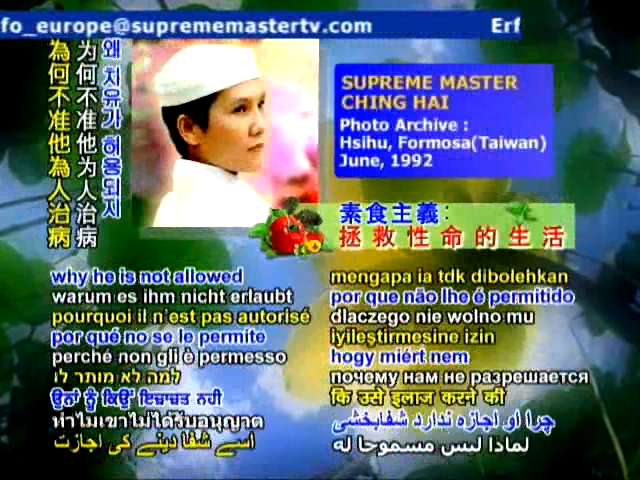 fo_europe@suprememastertv.com Erf
為何不准他為人治病
为何不准他为人治病
왜 치유가 허용되지
SUPREME MASTER
CHING HAI
Photo Archive :
Hsihu, Formosa(Taiwan)
June, 1992
素食主義:
拯救性命的生活
why he is not allowed
warum es ihm nicht erlaubt
pourquoi il n'est pas autorisé
por qué no se le permite
perché non gli è permesso
למה לא מותר לו
ਉਨਾਂ ਨੂੰ ਕਿਉਂ ਇਜ਼ਾਜ਼ਤ ਨਹੀ
ทำไมเขาไม่ได้รับอนุญาต
اسے شفا دینے کی اجازت
mengapa ia tdk dibolehkan
por que não lhe é permitido
dlaczego nie wolno mu
iyileştirmesine izin
hogy miért nem
почему нам не разрешается
कि उसे इलाज करने की
چرا او اجازه ندارد شفابخشی
لماذا ليس مسموحا له